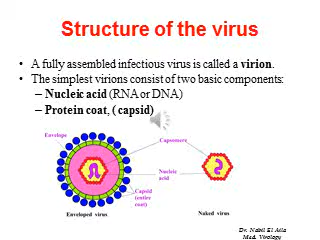 Structure of the virus
• A fully assembled infectious virus is called a virion.
• The simplest virions consist of two basic components:
– Nucleic acid (RNA or DNA)
– Protein coat, ( capsid)
Envelope
Capsomers
Nucleic
acid
Capsid
(entire
coat)
Enveloped virus
Naked virus
Dr. Nabil El Aila
Med. Virology